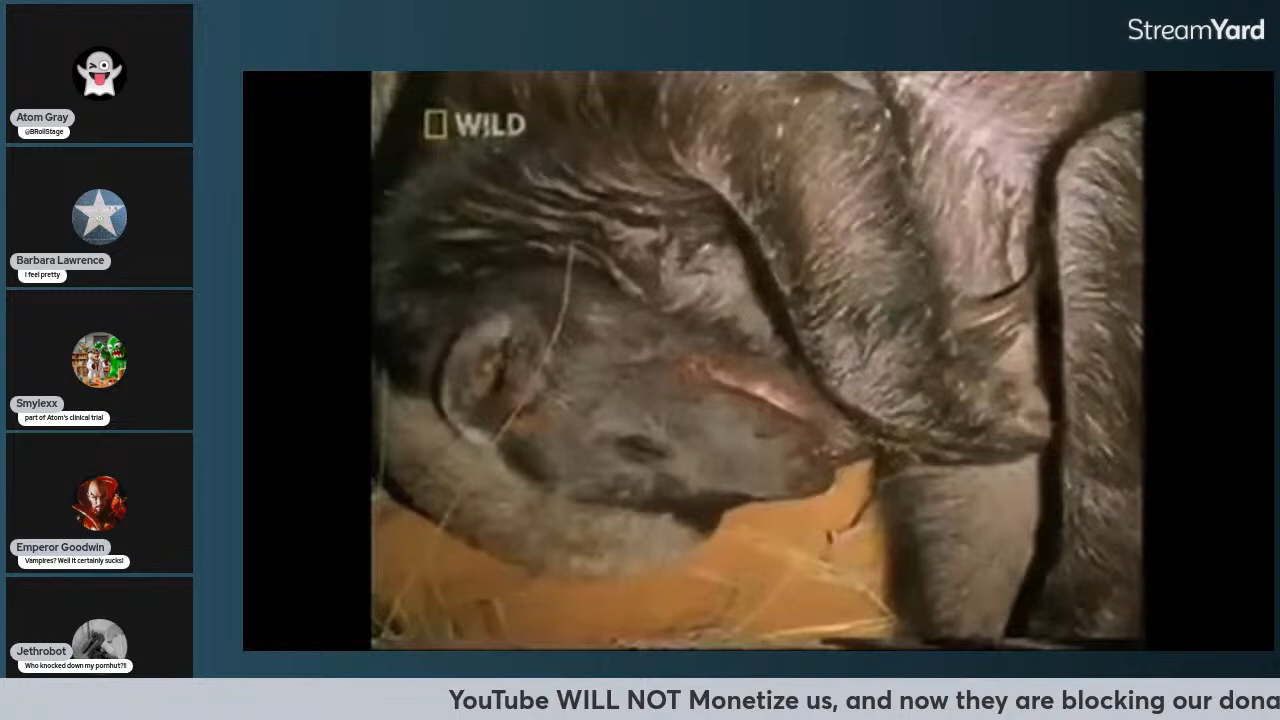 StreamYard
WILD
Atom Gray
@BRollStage
Barbara Lawrence
I feel pretty
Smylexx
part of Atom's clinical trial
Emperor Goodwin
Vampires? Well it certainly sucks!
Jethrobot
Who knocked down my pornhut?!!
YouTube WILL NOT Monetize us, and now they are blocking our dona